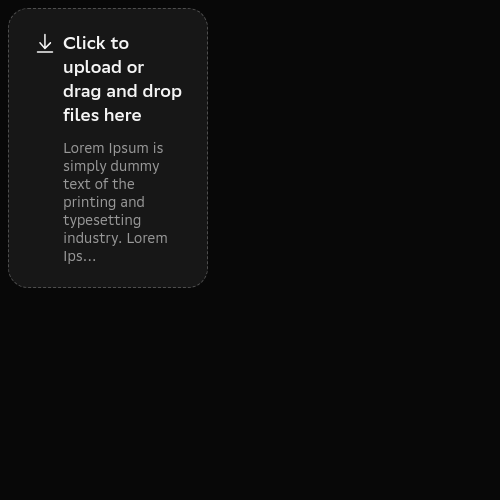 Click to
upload or
drag and drop
files here
Lorem Ipsum is
simply dummy
text of the
printing and
typesetting
industry. Lorem
Ips...